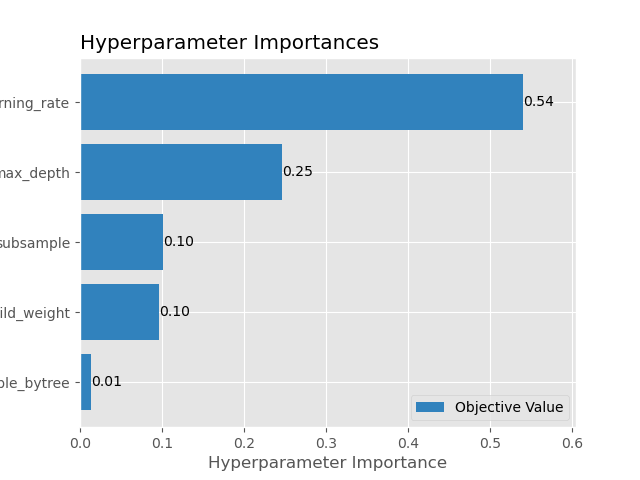 Hyperparameter Importances
rning_rate
0.54
max_depth
0.25
subsample
0.10
ild_weight
0.10
ple_bytree
0.01
Objective Value
0.0 0.1 0.2 0.3 0.4 0.5 0.6
Hyperparameter Importance